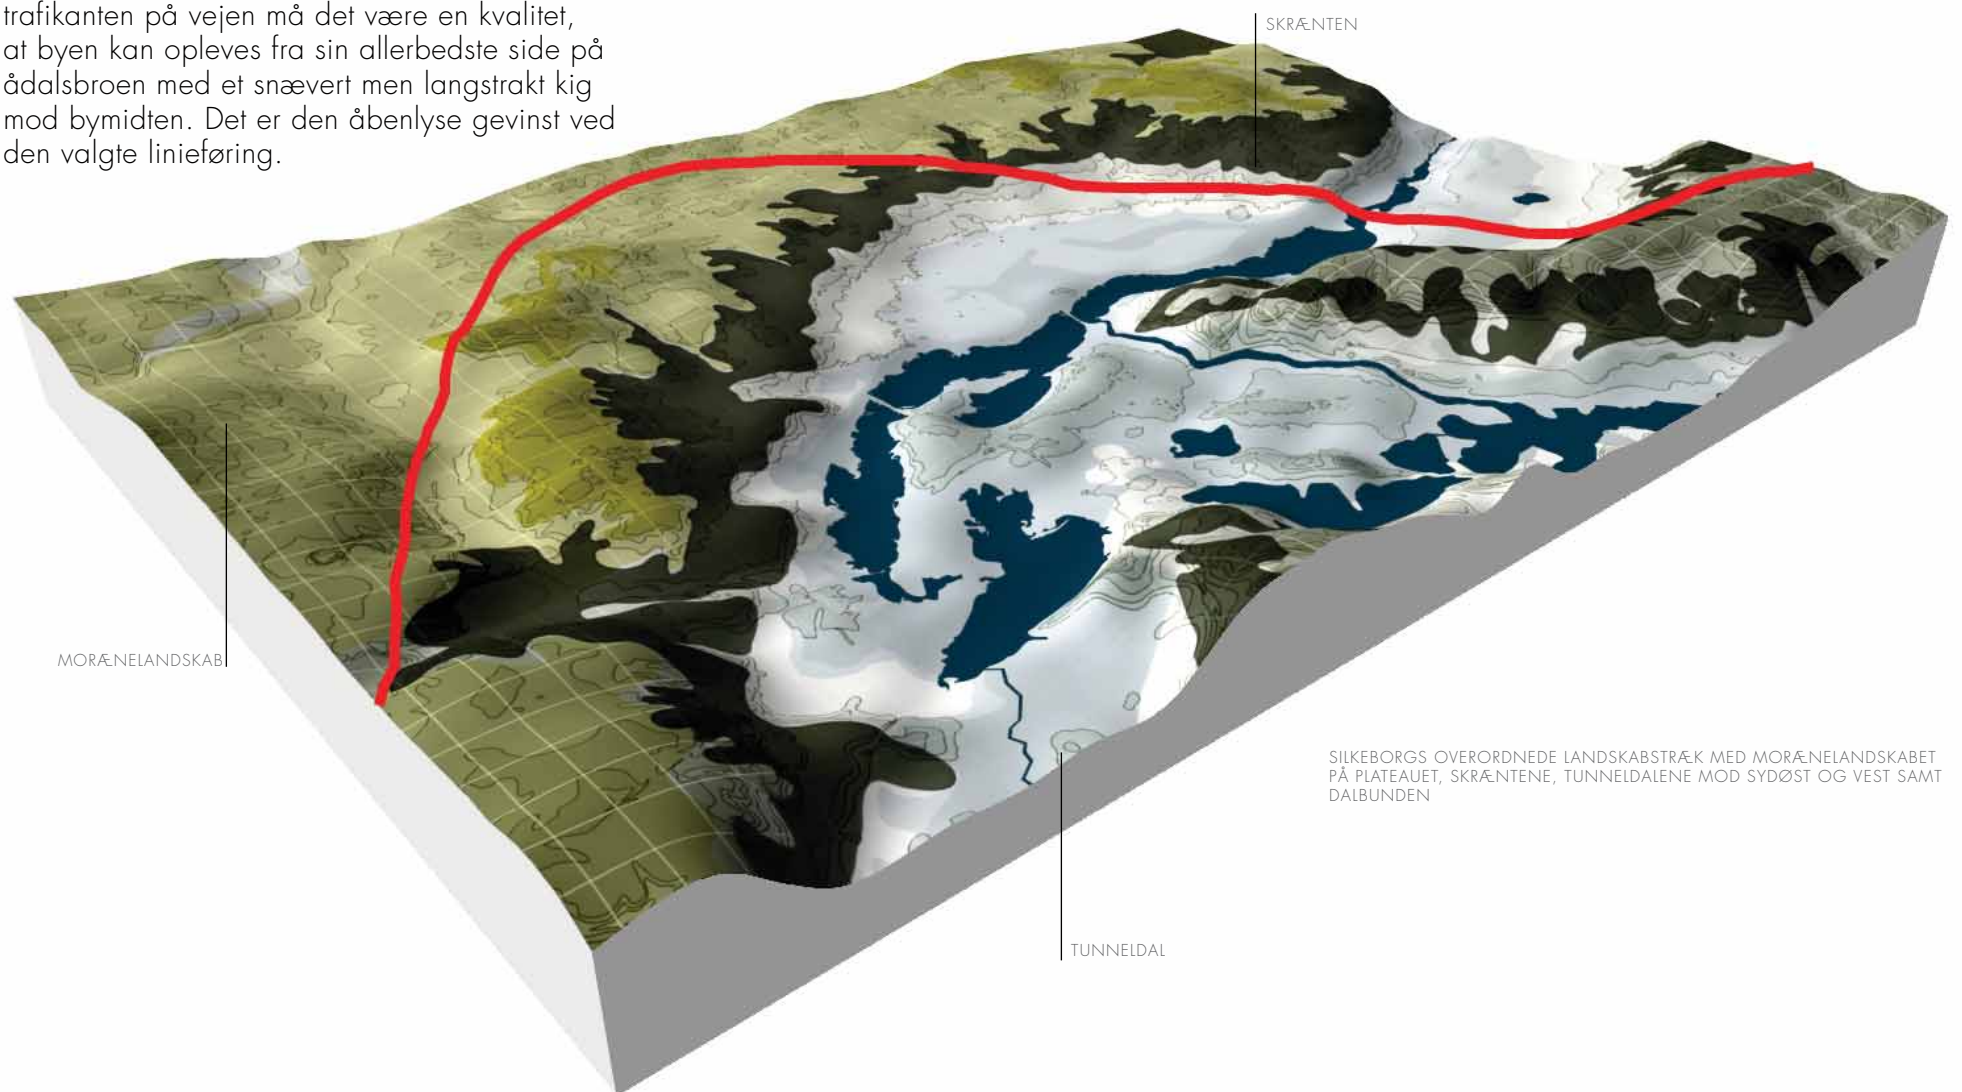 trafikanten på vejen må det være en kvalitet,
at byen kan opleves fra sin allerbedste side på
ådalsbroen med et snævert men langstrakt kig
mod bymidten. Det er den åbenlyse gevinst ved
den valgte linieføring.
SKRÆNTEN
MORÆNELANDSKAB
SILKEBORGS OVERORDNEDE LANDSKABSTRÆK MED MORÆNELANDSKABET
PÅ PLATEAUET, SKRÆNTENE, TUNNELDALENE MOD SYDØST OG VEST SAMT
DALBUNDEN
TUNNELDAL